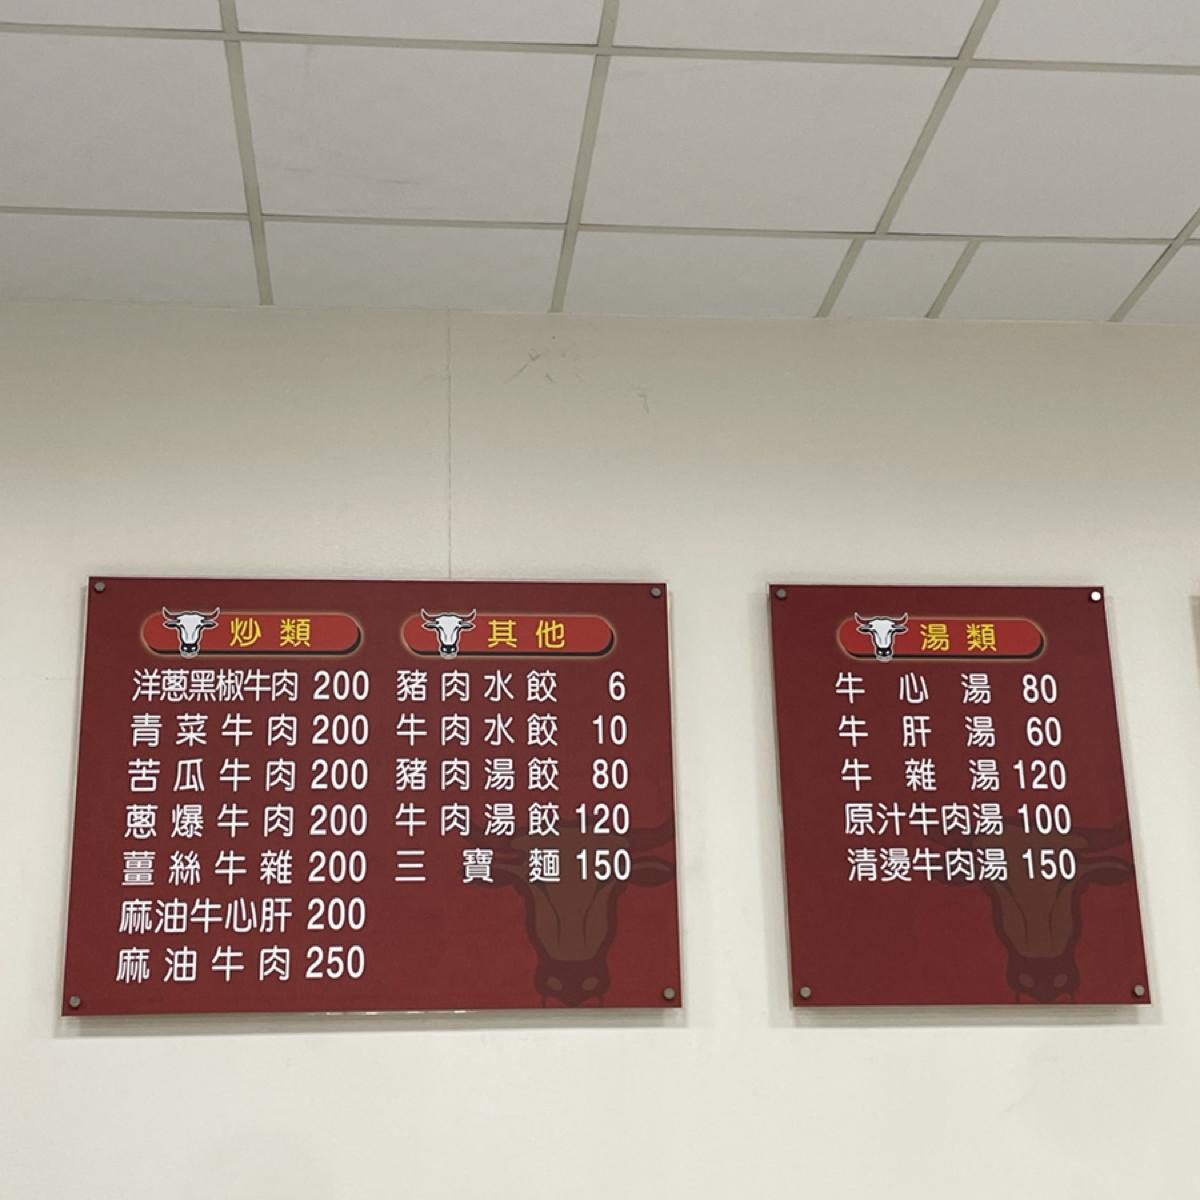 炒類
洋蔥黑椒牛肉 200
青菜牛肉 200
苦瓜牛肉 200
蔥爆牛肉 200
薑絲牛雜 200
麻油牛心肝 200
麻油牛肉 250
其他
豬肉水餃 6
牛肉水餃 10
豬肉湯餃 80
牛肉湯餃 120
三寶麵 150
湯類
牛心湯 80
牛肝湯 60
牛雜湯 120
原汁牛肉湯 100
清燙牛肉湯 150